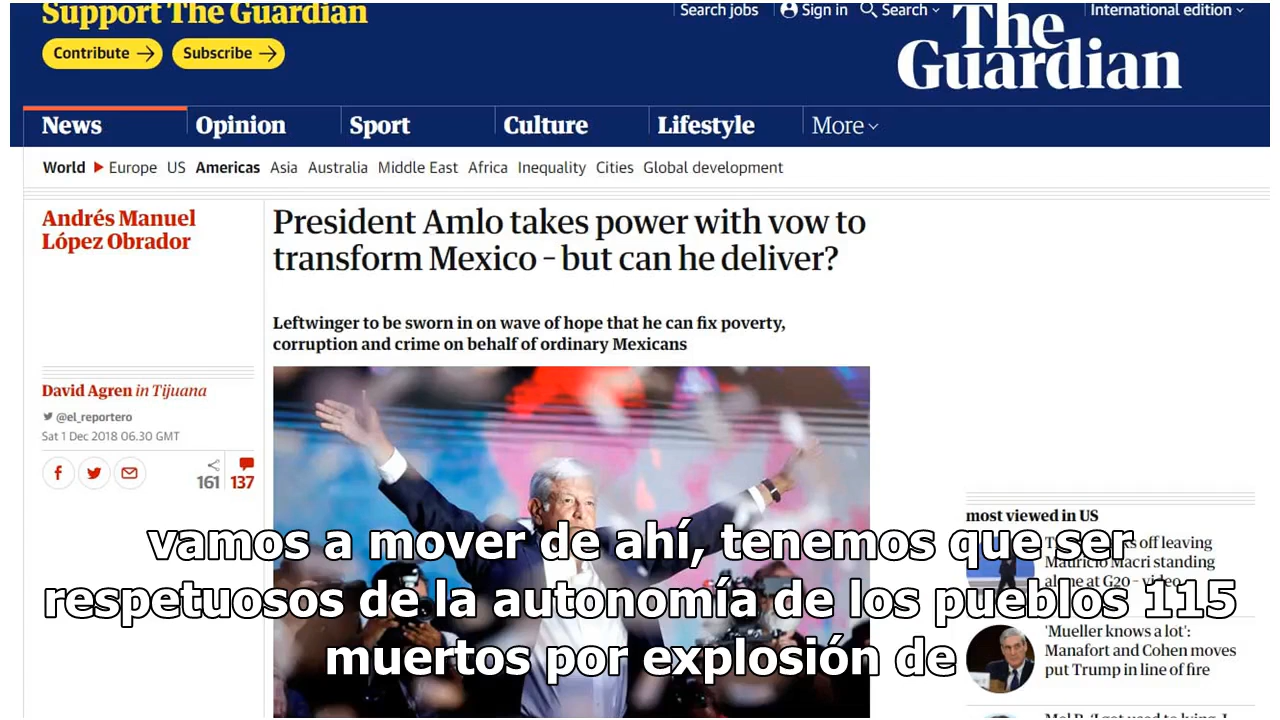 Support The Guardian
Contribute →
Subscribe →
Search jobs
Sign in
Search
International edition
The
Guardian
News
Opinion
Sport
Culture
Lifestyle
More
World
Europe
US
Americas
Asia
Australia
Middle East
Africa
Inequality
Cities
Global development
Andrés Manuel
López Obrador
President Amlo takes power with vow to
transform Mexico – but can he deliver?
Leftwinger to be sworn in on wave of hope that he can fix poverty,
corruption and crime on behalf of ordinary Mexicans
David Agren in Tijuana
@el_reportero
Sat 1 Dec 2018 06.30 GMT
161
137
most viewed in US
off leaving
Mauricio Macri standing
alone at G20 – video
'Mueller knows a lot':
Manafort and Cohen moves
put Trump in line of fire
vamos a mover de ahí, tenemos que ser
respetuosos de la autonomía de los pueblos 115
muertos por explosión de